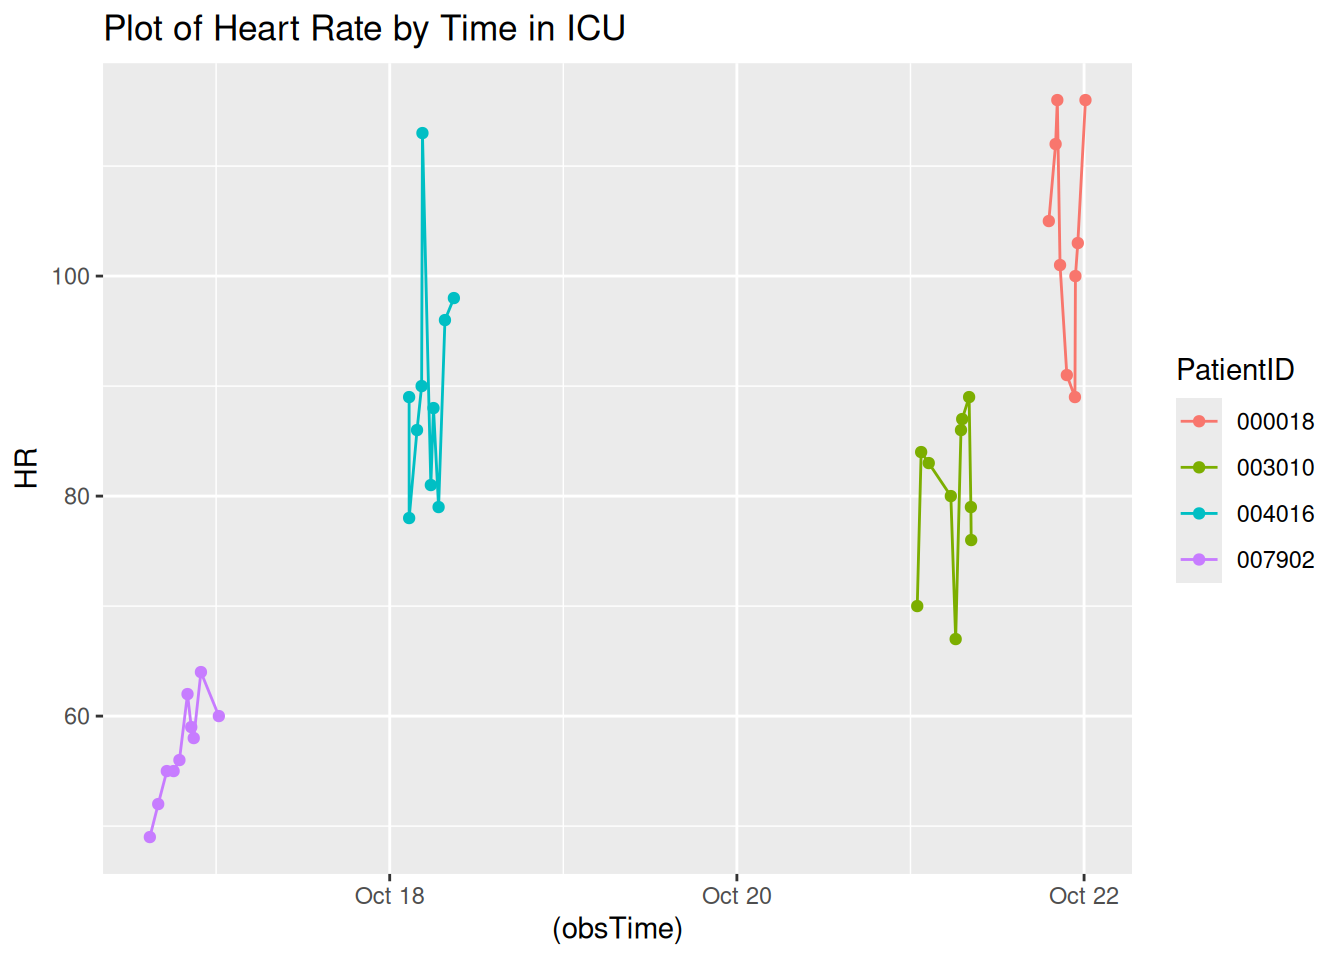 Plot of Heart Rate by Time in ICU
HR
100
80
60
Oct 18
Oct 20
Oct 22
(obsTime)
PatientID
000018
003010
004016
007902